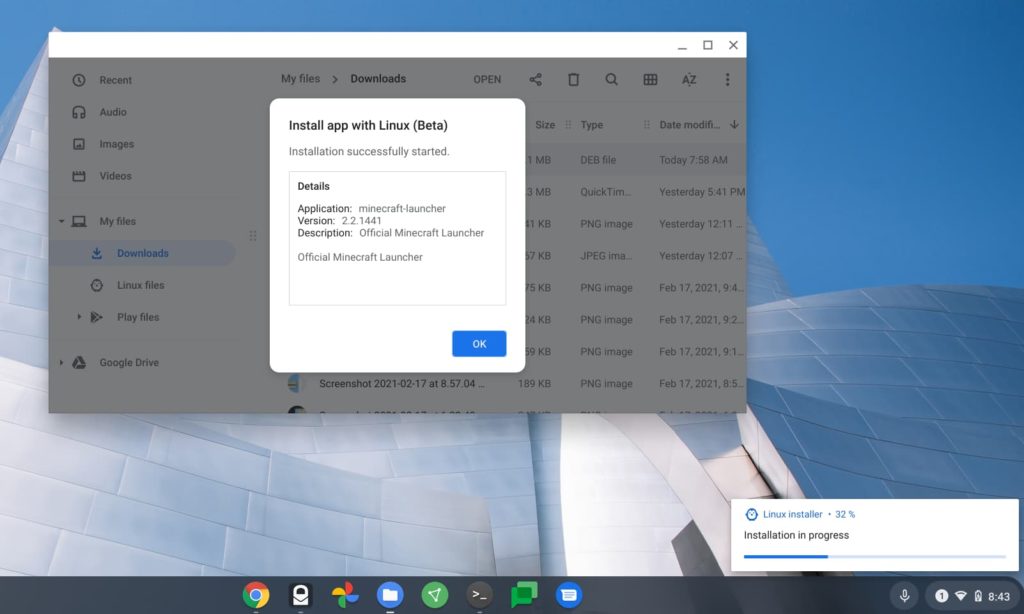 Recent
Audio
Images
Videos
My files
Downloads
Linux files
Play files
Google Drive
My files > Downloads
OPEN
AZ
Size Type Date modifi...
.1 MB DEB file Today 7:58 AM
.3 MB QuickTim... Yesterday 5:41 PM
41 KB PNG image Yesterday 12:11 ...
57 KB JPEG ima... Yesterday 12:07 ...
75 KB PNG image Feb 17, 2021, 9:4...
24 KB PNG image Feb 17, 2021, 9:2...
59 KB PNG image Feb 17, 2021, 9:1...
Screenshot 2021-02-17 at 8.57.04 ... 189 KB PNG image Feb 17, 2021, 8:5...
Install app with Linux (Beta)
Installation successfully started.
Details
Application: minecraft-launcher
Version: 2.2.1441
Description: Official Minecraft Launcher
Official Minecraft Launcher
OK
Linux installer • 32 %
Installation in progress
>_
1 8:43